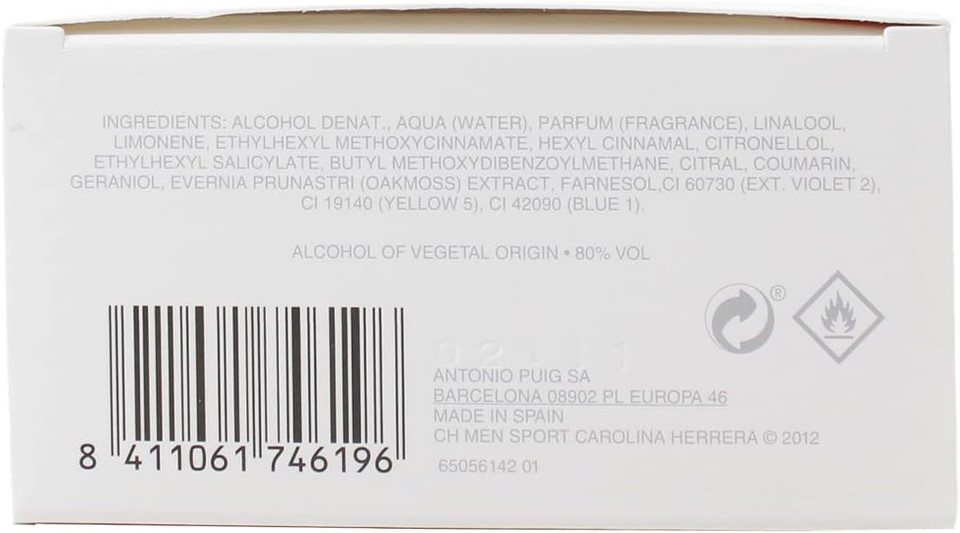 INGREDIENTS: ALCOHOL DENAT., AQUA (WATER), PARFUM (FRAGRANCE), LINALOOL,
LIMONENE, ETHYLHEXYL METHOXYCINNAMATE, HEXYL CINNAMAL, CITRONELLOL,
ETHYLHEXYL SALICYLATE, BUTYL METHOXYDIBENZOYLMETHANE, CITRAL, COUMARIN,
GERANIOL, EVERNIA PRUNASTRI (OAKMOSS) EXTRACT, FARNESOL,CI 60730 (EXT. VIOLET 2),
CI 19140 (YELLOW 5), CI 42090 (BLUE 1).
ALCOHOL OF VEGETAL ORIGIN • 80% VOL
®
ANTONIO PUIG SA
BARCELONA 08902 PL EUROPA 46
MADE IN SPAIN
CH MEN SPORT CAROLINA HERRERA © 2012
65056142 01
8 411061 746196